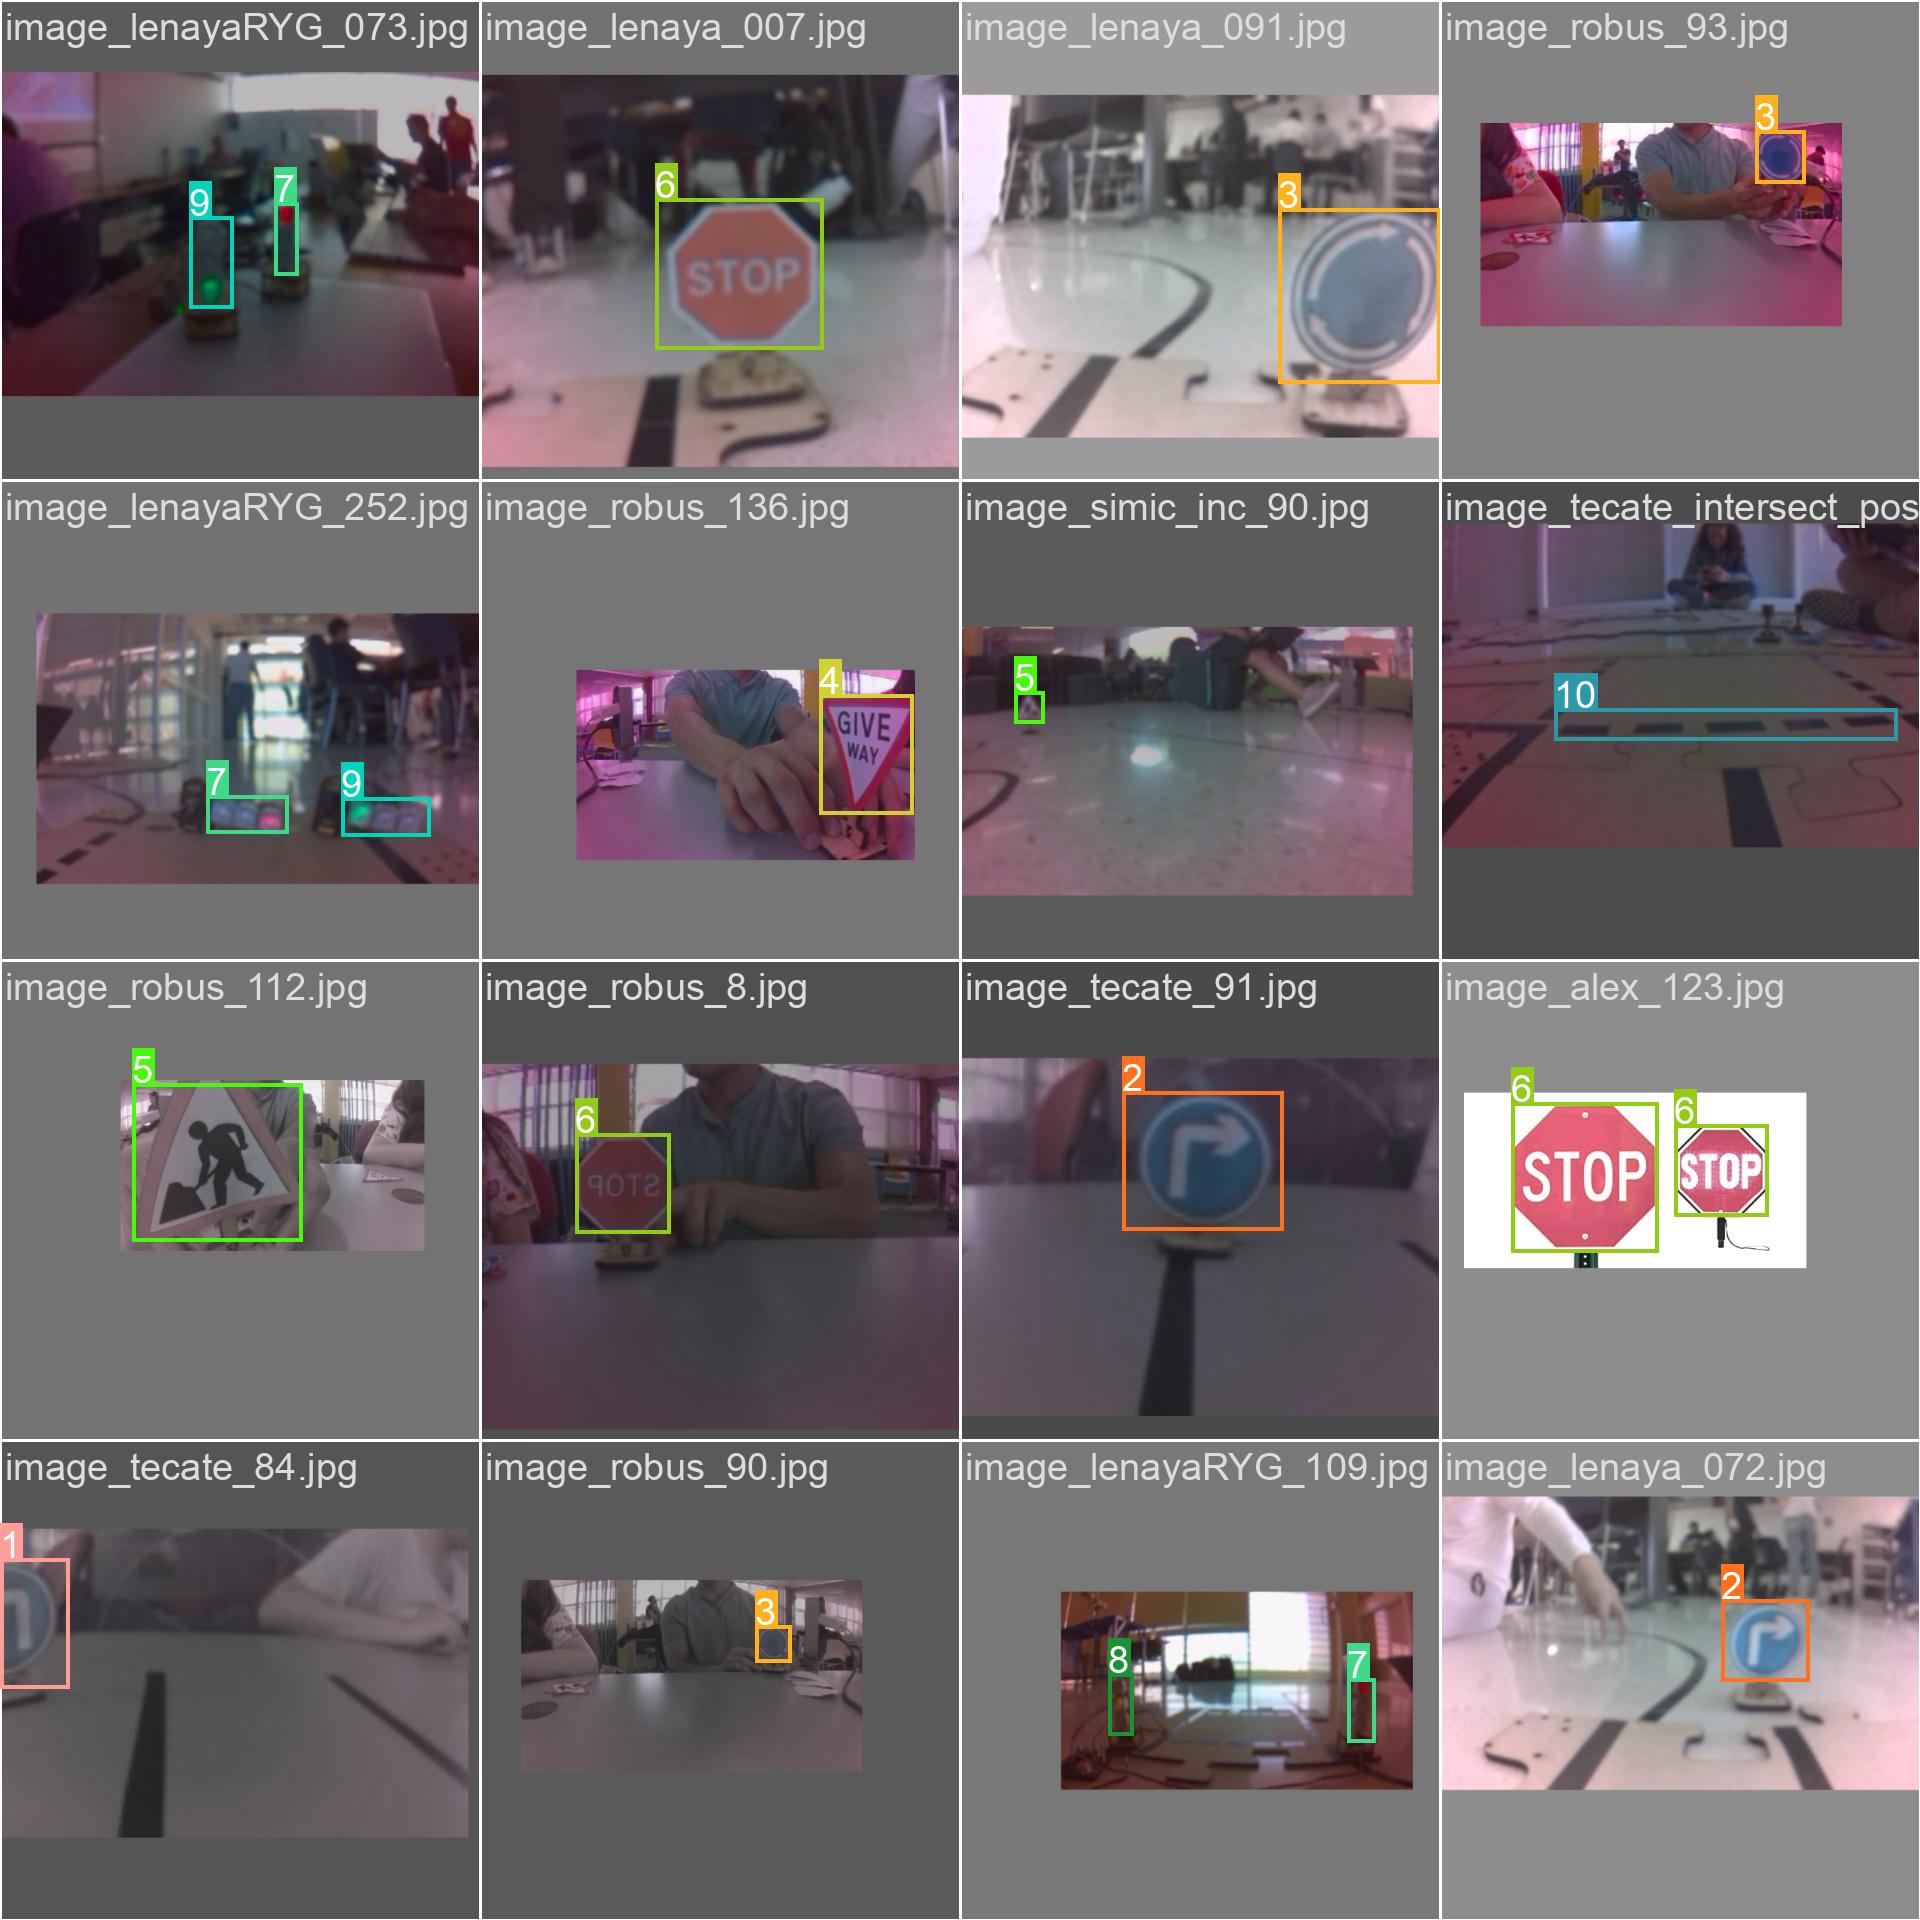 image_lenayaRYG_073.jpg
9
7
image_lenaya_007.jpg
6
STOP
image_lenaya_091.jpg
3
image_robus_93.jpg
3
image_lenayaRYG_252.jpg
7
9
image_robus_136.jpg
4
GIVE
WAY
image_simic_inc_90.jpg
5
image_tecate_intersect_pos
10
image_robus_112.jpg
5
image_robus_8.jpg
6
STOP
image_tecate_91.jpg
2
image_alex_123.jpg
6
STOP
6
STOP
image_tecate_84.jpg
1
image_robus_90.jpg
3
image_lenayaRYG_109.jpg
8
7
image_lenaya_072.jpg
2